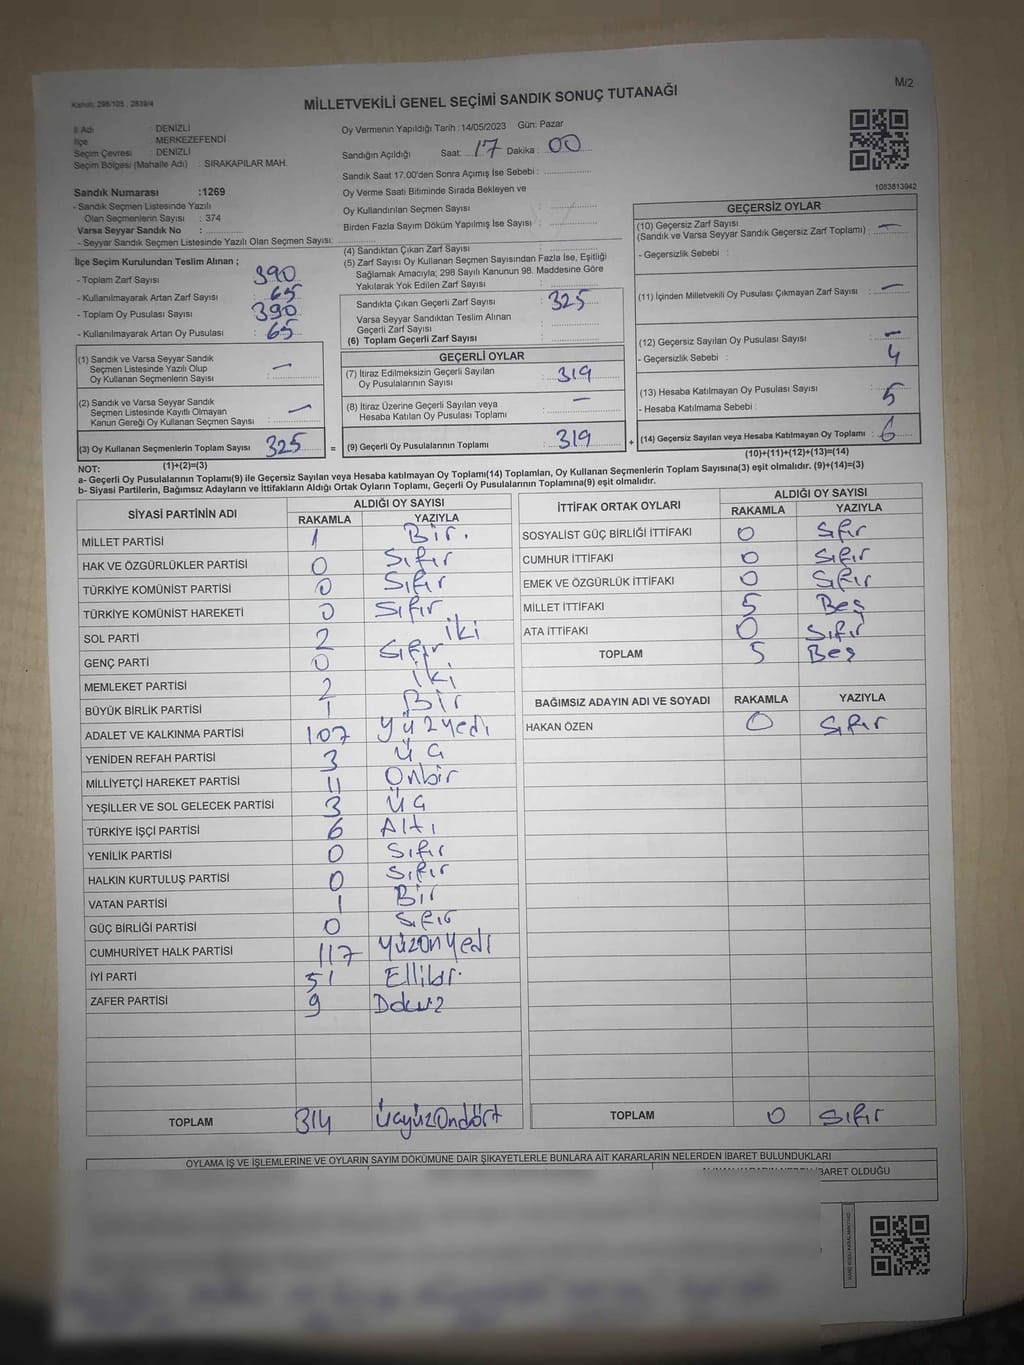 Kanun: 298/105 , 2839/4
M/2
MİLLETVEKİLİ GENEL SEÇİMİ SANDIK SONUÇ TUTANAĞI
İl Adı : DENİZLİ
İlçe : MERKEZEFENDİ
Seçim Çevresi : DENİZLİ
Seçim Bölgesi (Mahalle Adı) : SIRAKAPILAR MAH.
Sandık Numarası :1269
- Sandık Seçmen Listesinde Yazılı
Olan Seçmenlerin Sayısı : 374
Varsa Seyyar Sandık No :
- Seyyar Sandık Seçmen Listesinde Yazılı Olan Seçmen Sayısı:
Oy Vermenin Yapıldığı Tarih :14/05/2023 Gün: Pazar
Sandığın Açıldığı Saat: 17 Dakika : 00
Sandık Saat 17:00'den Sonra Açımış İse Sebebi :
Oy Verme Saati Bitiminde Sırada Bekleyen ve
Oy Kullandırılan Seçmen Sayısı :
Birden Fazla Sayım Döküm Yapılmış İse Sayısı :
1083813942
İlçe Seçim Kurulundan Teslim Alınan ;
- Toplam Zarf Sayısı : 390
- Kullanılmayarak Artan Zarf Sayısı : 65
- Toplam Oy Pusulası Sayısı : 390
- Kullanılmayarak Artan Oy Pusulası : 65
(4) Sandıktan Çıkan Zarf Sayısı :
(5) Zarf Sayısı Oy Kullanan Seçmen Sayısından Fazla İse, Eşitliği
Sağlamak Amacıyla; 298 Sayılı Kanunun 98. Maddesine Göre
Yakılarak Yok Edilen Zarf Sayısı :
Sandıkta Çıkan Geçerli Zarf Sayısı : 325
Varsa Seyyar Sandıktan Teslim Alınan
Geçerli Zarf Sayısı :
(6) Toplam Geçerli Zarf Sayısı :
GEÇERSİZ OYLAR
(10) Geçersiz Zarf Sayısı
(Sandık ve Varsa Seyyar Sandık Geçersiz Zarf Toplamı) : —
- Geçersizlik Sebebi :
(11) İçinden Milletvekili Oy Pusulası Çıkmayan Zarf Sayısı : —
(12) Geçersiz Sayılan Oy Pusulası Sayısı : —
- Geçersizlik Sebebi : 4
(13) Hesaba Katılmayan Oy Pusulası Sayısı : 5
- Hesaba Katılmama Sebebi :
(14) Geçersiz Sayılan veya Hesaba Katılmayan Oy Toplamı : 6
(10)+(11)+(12)+(13)=(14)
(1) Sandık ve Varsa Seyyar Sandık
Seçmen Listesinde Yazılı Olup
Oy Kullanan Seçmenlerin Sayısı : —
(2) Sandık ve Varsa Seyyar Sandık
Seçmen Listesinde Kayıtlı Olmayan
Kanun Gereği Oy Kullanan Seçmen Sayısı : —
(3) Oy Kullanan Seçmenlerin Toplam Sayısı 325 =
(1)+(2)=(3)
GEÇERLİ OYLAR
(7) İtiraz Edilmeksizin Geçerli Sayılan
Oy Pusulalarının Sayısı : 319
(8) İtiraz Üzerine Geçerli Sayılan veya
Hesaba Katılan Oy Pusulası Toplamı : —
(9) Geçerli Oy Pusulalarının Toplamı : 319 +
NOT:
a- Geçerli Oy Pusulalarının Toplamı(9) ile Geçersiz Sayılan veya Hesaba katılmayan Oy Toplamı(14) Toplamları, Oy Kullanan Seçmenlerin Toplam Sayısına(3) eşit olmalıdır. (9)+(14)=(3)
b- Siyasi Partilerin, Bağımsız Adayların ve İttifakların Aldığı Ortak Oyların Toplamı, Geçerli Oy Pusulalarının Toplamına(9) eşit olmalıdır.
SİYASİ PARTİNİN ADI ALDIĞI OY SAYISI
RAKAMLA YAZIYLA
MİLLET PARTİSİ 1 Bir.
HAK VE ÖZGÜRLÜKLER PARTİSİ 0 Sıfır
TÜRKİYE KOMÜNİST PARTİSİ 0 Sıfır
TÜRKİYE KOMÜNİST HAREKETİ 0 Sıfır
SOL PARTİ 2 iki
GENÇ PARTİ 0 Sıfır
MEMLEKET PARTİSİ 2 iki
BÜYÜK BİRLİK PARTİSİ 1 Bir
ADALET VE KALKINMA PARTİSİ 107 Yüzyedi
YENİDEN REFAH PARTİSİ 3 Üç
MİLLİYETÇİ HAREKET PARTİSİ 11 Onbir
YEŞİLLER VE SOL GELECEK PARTİSİ 3 Üç
TÜRKİYE İŞÇİ PARTİSİ 6 Altı
YENİLİK PARTİSİ 0 Sıfır
HALKIN KURTULUŞ PARTİSİ 0 Sıfır
VATAN PARTİSİ 1 Bir
GÜÇ BİRLİĞİ PARTİSİ 0 Sıfır
CUMHURİYET HALK PARTİSİ 117 Yüzonyedi
İYİ PARTİ 51 Ellibir
ZAFER PARTİSİ 9 Dokuz
TOPLAM 314 Üçyüzondört
İTTİFAK ORTAK OYLARI ALDIĞI OY SAYISI
RAKAMLA YAZIYLA
SOSYALİST GÜÇ BİRLİĞİ İTTİFAKI 0 Sıfır
CUMHUR İTTİFAKI 0 Sıfır
EMEK VE ÖZGÜRLÜK İTTİFAKI 0 Sıfır
MİLLET İTTİFAKI 5 Beş
ATA İTTİFAKI 0 Sıfır
TOPLAM 5 Beş
BAĞIMSIZ ADAYIN ADI VE SOYADI RAKAMLA YAZIYLA
HAKAN ÖZEN 0 Sıfır
TOPLAM 0 Sıfır
OYLAMA İŞ VE İŞLEMLERİNE VE OYLARIN SAYIM DÖKÜMÜNE DAİR ŞİKAYETLERLE BUNLARA AİT KARARLARIN NELERDEN İBARET BULUNDUKLARI
İBARET OLDUĞU